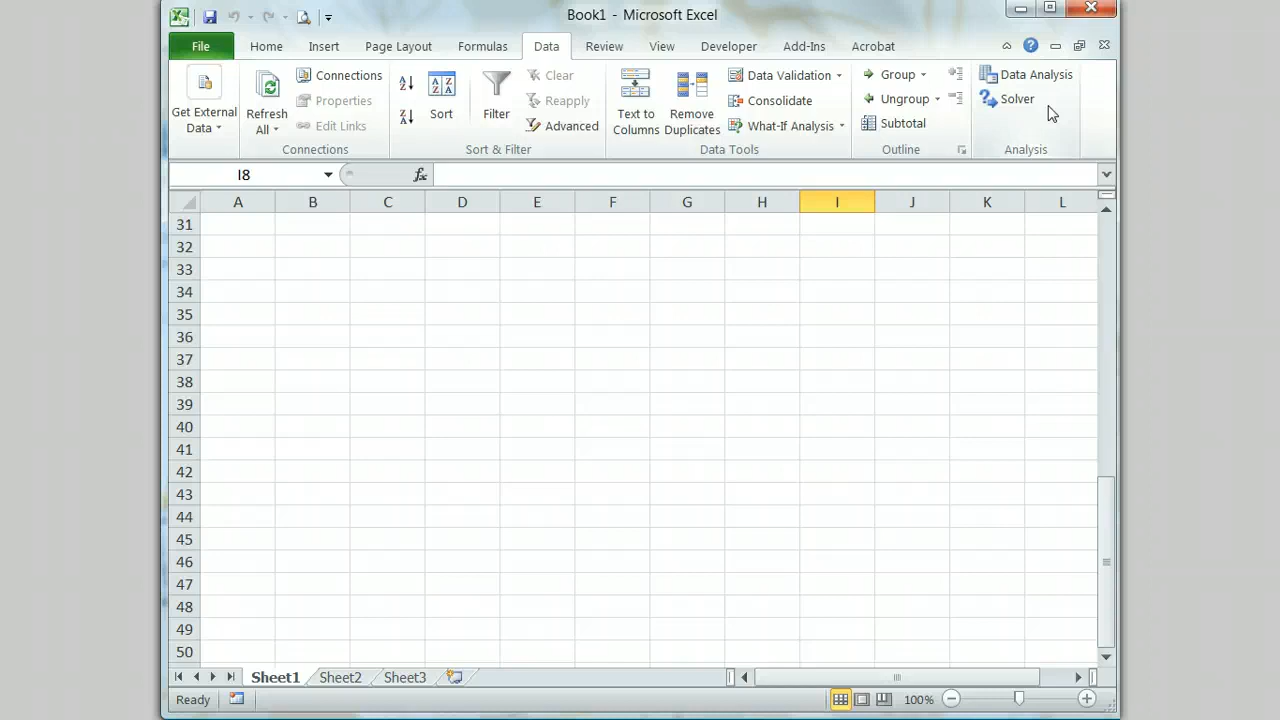 Book1 - Microsoft Excel
File Home Insert Page Layout Formulas Data Review View Developer Add-Ins Acrobat
Get External Data
Refresh All
Connections
Properties
Edit Links
Connections
Sort
Filter
Clear
Reapply
Advanced
Sort & Filter
Text to Columns
Remove Duplicates
Data Validation
Consolidate
What-If Analysis
Data Tools
Group
Ungroup
Subtotal
Outline
Data Analysis
Solver
Analysis
I8 fx
A B C D E F G H I J K L
31
32
33
34
35
36
37
38
39
40
41
42
43
44
45
46
47
48
49
50
Sheet1 Sheet2 Sheet3
Ready 100%